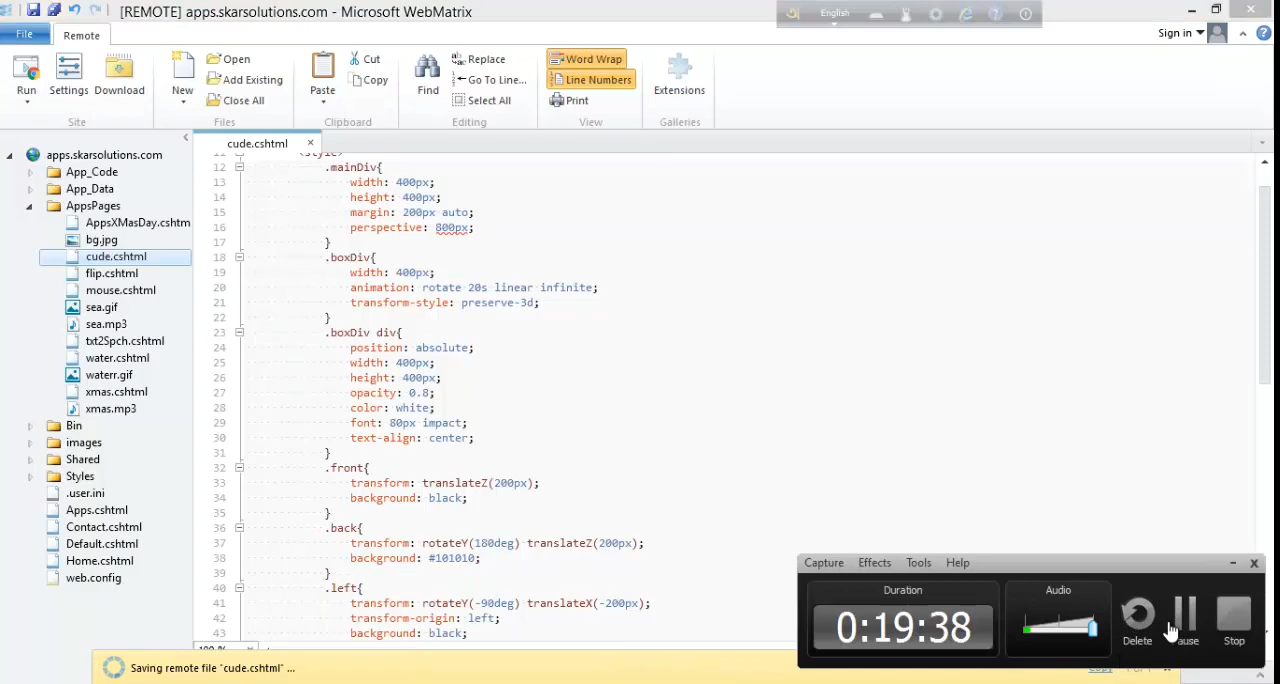 [REMOTE] apps.skarsolutions.com - Microsoft WebMatrix
English
File
Remote
Sign in
Run
Settings
Download
New
Open
Add Existing
Close All
Paste
Cut
Copy
Find
Replace
Go To Line...
Select All
Word Wrap
Line Numbers
Print
Extensions
Site
Files
Clipboard
Editing
View
Galleries
apps.skarsolutions.com
App_Code
App_Data
AppsPages
AppsXMasDay.cshtm
bg.jpg
cude.cshtml
flip.cshtml
mouse.cshtml
sea.gif
sea.mp3
txt2Spch.cshtml
water.cshtml
waterr.gif
xmas.cshtml
xmas.mp3
Bin
images
Shared
Styles
.user.ini
Apps.cshtml
Contact.cshtml
Default.cshtml
Home.cshtml
web.config
cude.cshtml
11 <style>
12 .mainDiv{
13 width: 400px;
14 height: 400px;
15 margin: 200px auto;
16 perspective: 800px;
17 }
18 .boxDiv{
19 width: 400px;
20 animation: rotate 20s linear infinite;
21 transform-style: preserve-3d;
22 }
23 .boxDiv div{
24 position: absolute;
25 width: 400px;
26 height: 400px;
27 opacity: 0.8;
28 color: white;
29 font: 80px impact;
30 text-align: center;
31 }
32 .front{
33 transform: translateZ(200px);
34 background: black;
35 }
36 .back{
37 transform: rotateY(180deg) translateZ(200px);
38 background: #101010;
39 }
40 .left{
41 transform: rotateY(-90deg) translateX(-200px);
42 transform-origin: left;
43 background: black;
100 %
Saving remote file "cude.cshtml" ...
Copy
Capture
Effects
Tools
Help
Duration
0:19:38
Audio
Delete
ause
Stop